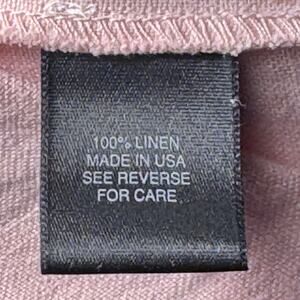 100% LINEN
MADE IN USA
SEE REVERSE
FOR CARE